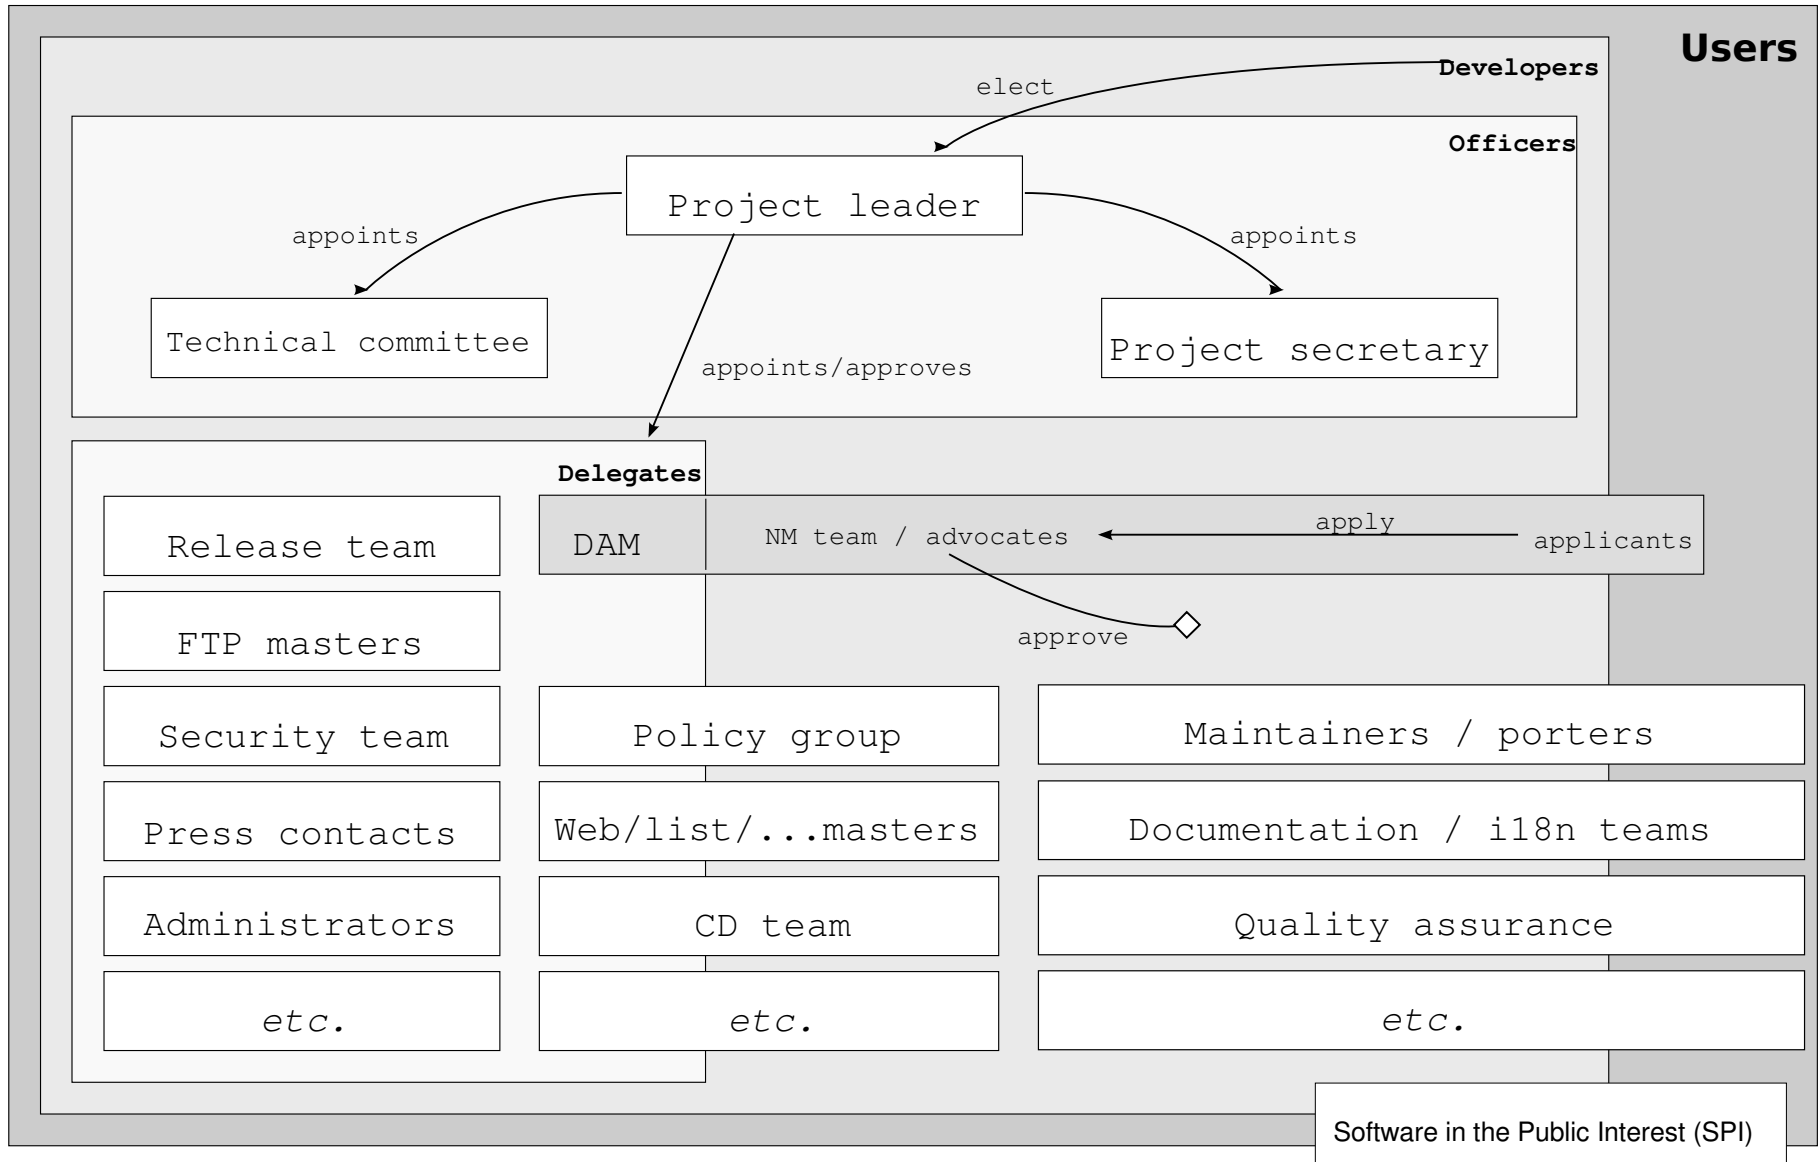 Users
Developers
elect
Officers
Project leader
appoints
appoints
Technical committee
Project secretary
appoints/approves
Delegates
Release team
DAM
NM team / advocates
apply
applicants
FTP masters
approve
Security team
Policy group
Maintainers / porters
Press contacts
Web/list/...masters
Documentation / i18n teams
Administrators
CD team
Quality assurance
etc.
etc.
etc.
Software in the Public Interest (SPI)